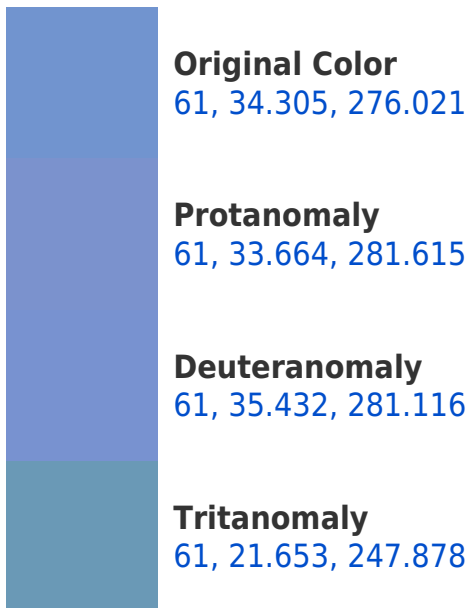 Original Color
61, 34.305, 276.021
Protanomaly
61, 33.664, 281.615
Deuteranomaly
61, 35.432, 281.116
Tritanomaly
61, 21.653, 247.878